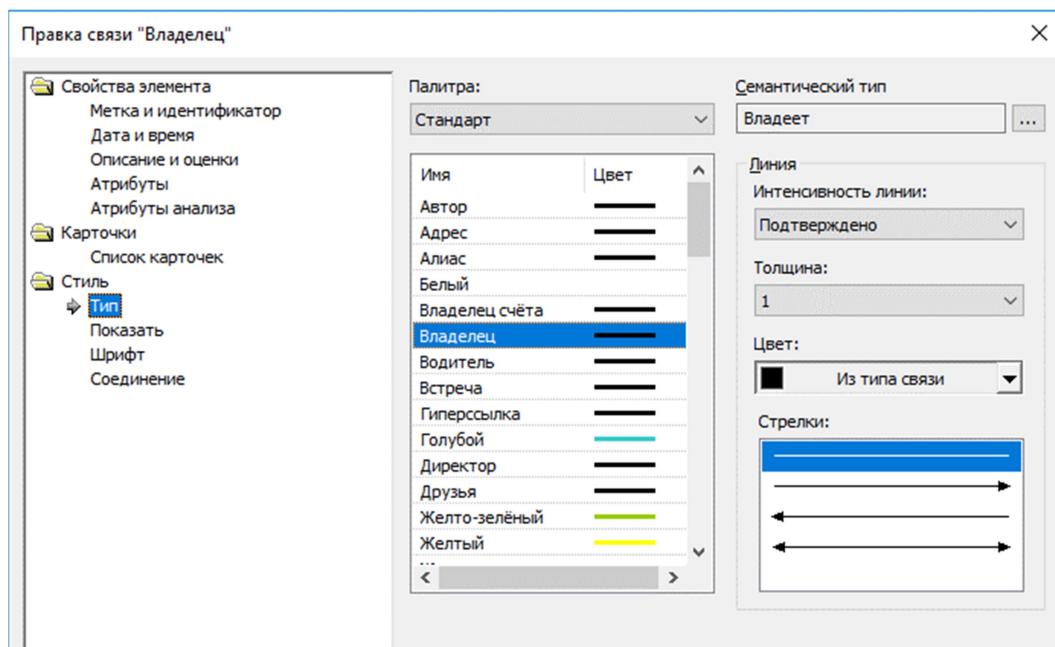 Правка связи "Владелец"
Свойства элемента
Метка и идентификатор
Дата и время
Описание и оценки
Атрибуты
Атрибуты анализа
Карточки
Список карточек
Стиль
Тип
Показать
Шрифт
Соединение
Палитра:
Стандарт
Имя Цвет
Автор
Адрес
Алиас
Белый
Владелец счёта
Владелец
Водитель
Встреча
Гиперссылка
Голубой
Директор
Друзья
Желто-зелёный
Желтый
Семантический тип
Владеет ...
Линия
Интенсивность линии:
Подтверждено
Толщина:
1
Цвет:
Из типа связи
Стрелки: